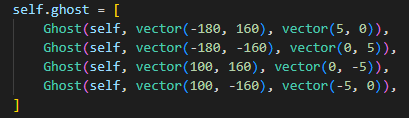 self.ghost = [
    Ghost(self, vector(-180, 160), vector(5, 0)),
    Ghost(self, vector(-180, -160), vector(0, 5)),
    Ghost(self, vector(100, 160), vector(0, -5)),
    Ghost(self, vector(100, -160), vector(-5, 0)),
]